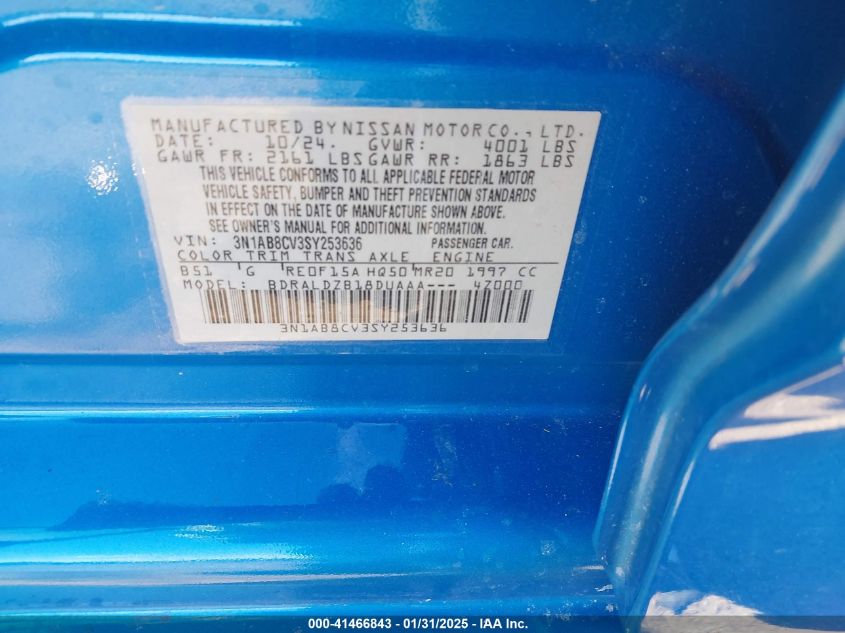 MANUFACTURED BY NISSAN MOTOR CO., LTD.
DATE: 10/24. GVWR: 4001 LBS
GAWR FR: 2161 LBS GAWR RR: 1863 LBS
THIS VEHICLE CONFORMS TO ALL APPLICABLE FEDERAL MOTOR
VEHICLE SAFETY, BUMPER AND THEFT PREVENTION STANDARDS
IN EFFECT ON THE DATE OF MANUFACTURE SHOWN ABOVE.
SEE OWNER'S MANUAL FOR ADDITIONAL INFORMATION.
VIN: 3N1AB8CV3SY253636 PASSENGER CAR.
COLOR TRIM TRANS AXLE ENGINE
B51 G RE0F15A HQ50 MR20 1997 CC
MODEL: BDRALDZB18DUAAA--- 4Z000
3N1AB8CV3SY253636
000-41466843 / 01/31/2025 - IAA Inc.